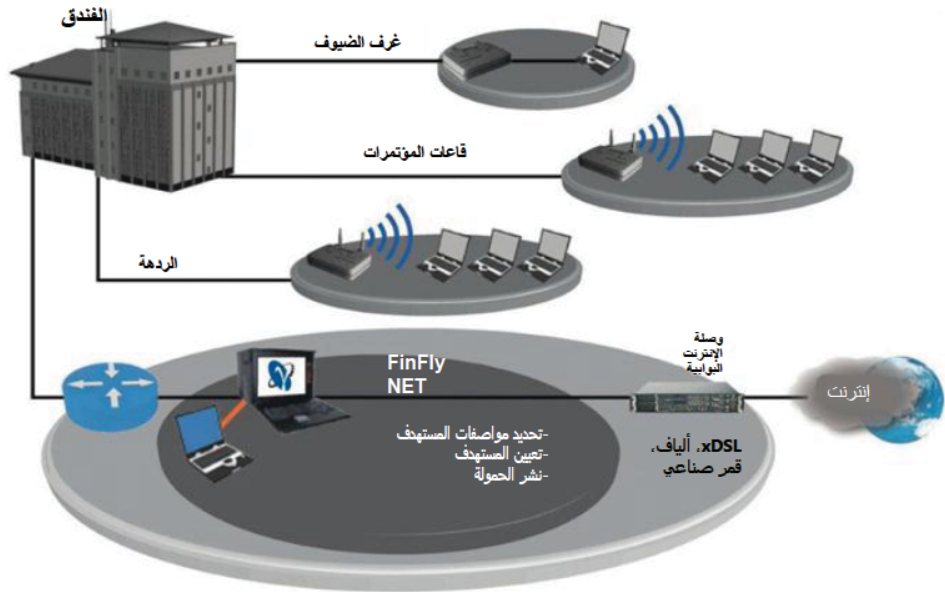 الفندق
غرف الضيوف
قاعات المؤتمرات
الردهة
FinFly
NET
-تحديد مواصفات المستهدف
-تعيين المستهدف
-نشر الحمولة
وصلة
الإنترنت
البوابية
xDSL، ألياف،
قمر صناعي
إنترنت